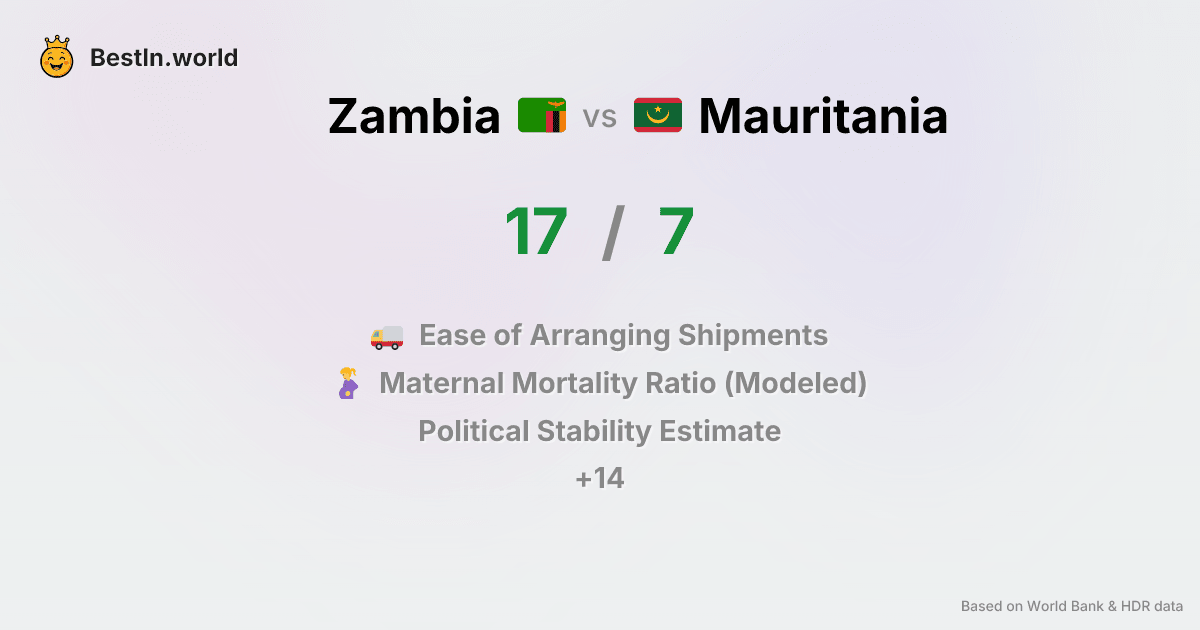 BestIn.world
Zambia vs Mauritania
17 / 7
Ease of Arranging Shipments
Maternal Mortality Ratio (Modeled)
Political Stability Estimate
+14
Based on World Bank & HDR data